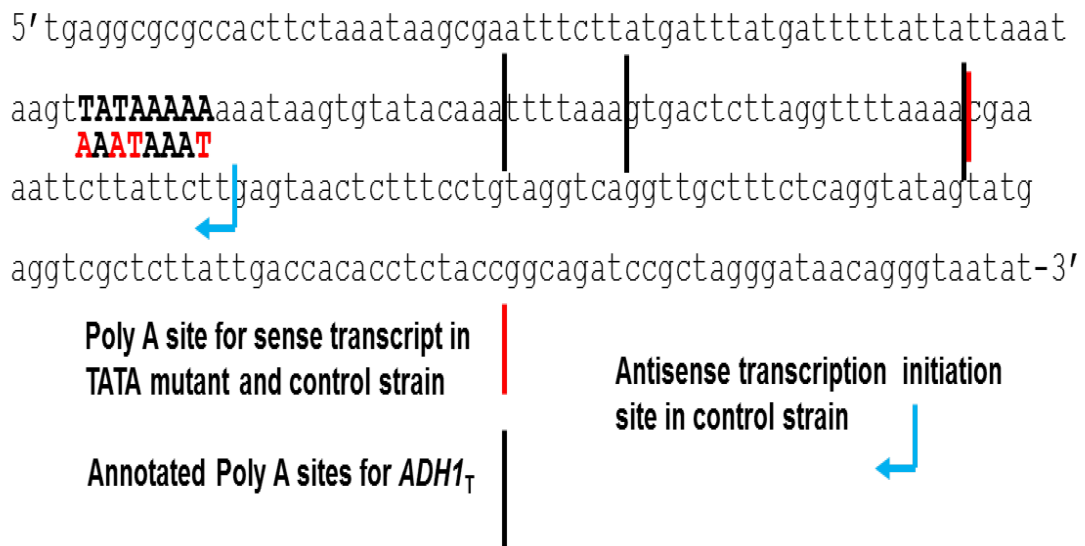 5'tgaggcgcgccacttctaaataagcgaatttcttatgatttatgatttttattattaaat
aagtTATAAAAAaaataagtgtatacaaattttaaagtgactcttaggttttaaaacgaa
AAATAAAT
aattcttattcttgagtaactctttcctgtaggtcaggttgctttctcaggtatagtatg
aggtcgctcttattgaccacacctctaccggcagatccgctagggataacagggtaatat-3'
Poly A site for sense transcript in
TATA mutant and control strain
Antisense transcription initiation
site in control strain
Annotated Poly A sites for ADH1T